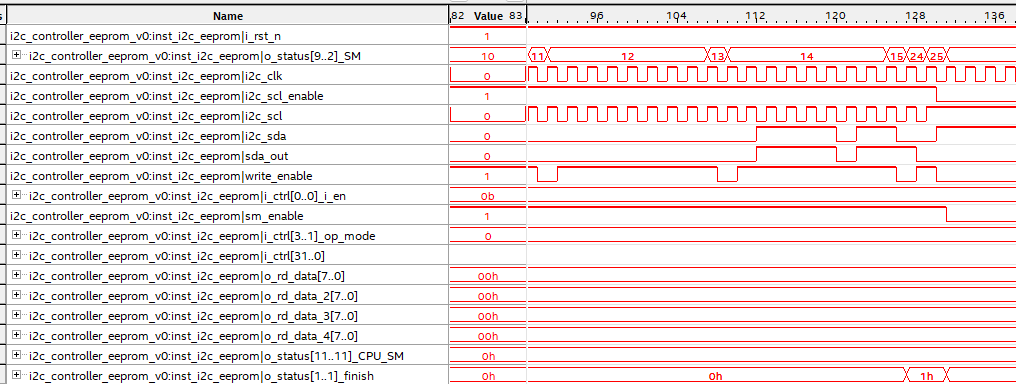 Name 82 Value 83 96 104 112 120 128 136
i2c_controller_eeprom_v0:inst_i2c_eeprom|i_rst_n 1
i2c_controller_eeprom_v0:inst_i2c_eeprom|o_status[9..2]_SM 10 11 12 13 14 15 24 25
i2c_controller_eeprom_v0:inst_i2c_eeprom|i2c_clk 0
i2c_controller_eeprom_v0:inst_i2c_eeprom|i2c_scl_enable 1
i2c_controller_eeprom_v0:inst_i2c_eeprom|i2c_scl 0
i2c_controller_eeprom_v0:inst_i2c_eeprom|i2c_sda 0
i2c_controller_eeprom_v0:inst_i2c_eeprom|sda_out 0
i2c_controller_eeprom_v0:inst_i2c_eeprom|write_enable 1
i2c_controller_eeprom_v0:inst_i2c_eeprom|i_ctrl[0..0]_i_en 0b
i2c_controller_eeprom_v0:inst_i2c_eeprom|sm_enable 1
i2c_controller_eeprom_v0:inst_i2c_eeprom|i_ctrl[3..1]_op_mode 0
i2c_controller_eeprom_v0:inst_i2c_eeprom|i_ctrl[31..0]
i2c_controller_eeprom_v0:inst_i2c_eeprom|o_rd_data[7..0] 00h
i2c_controller_eeprom_v0:inst_i2c_eeprom|o_rd_data_2[7..0] 00h
i2c_controller_eeprom_v0:inst_i2c_eeprom|o_rd_data_3[7..0] 00h
i2c_controller_eeprom_v0:inst_i2c_eeprom|o_rd_data_4[7..0] 00h
i2c_controller_eeprom_v0:inst_i2c_eeprom|o_status[11..11]_CPU_SM 0h
i2c_controller_eeprom_v0:inst_i2c_eeprom|o_status[1..1]_finish 0h 0h 1h